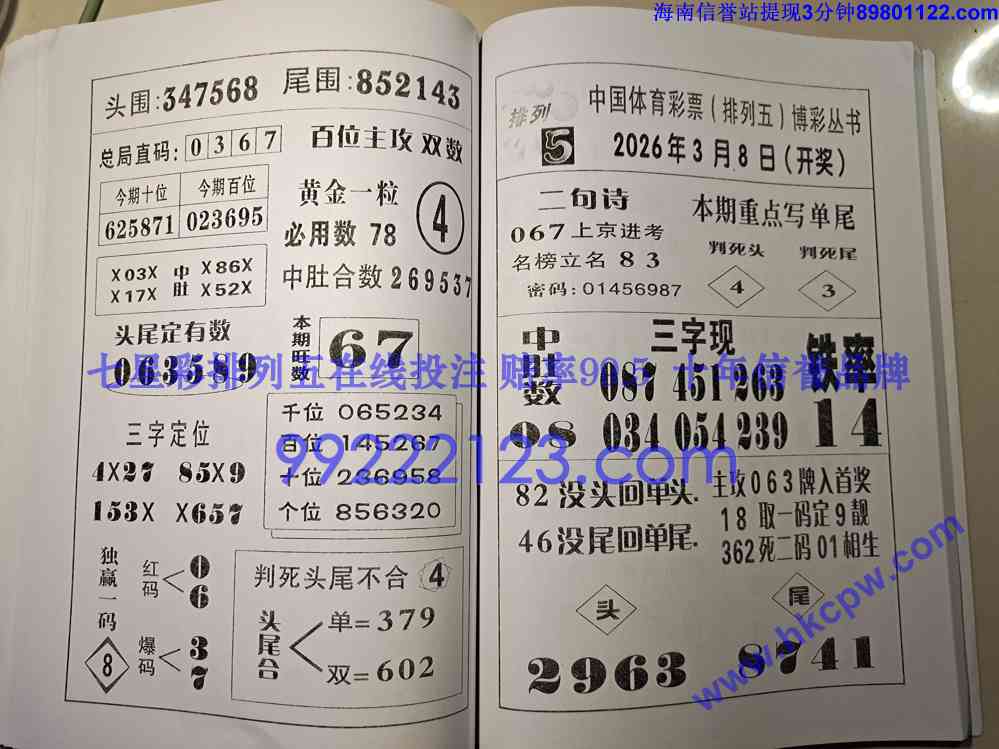 海南信誉站提现3分钟89801122.com
头围:347568 尾围:852143
总局直码: 0 3 6 7
百位主攻 双数
今期十位 今期百位
625871 023695
黄金一粒 4
必用数 78
X03X 中 X86X
X17X 肚 X52X
中肚合数 269537
头尾定有数
063589
本期旺数 67
千位 065234
百位 145267
十位 236958
个位 856320
三字定位
4X27 85X9
153X X657
独赢一码 8
红码 0 6
爆码 3 7
判死头尾不合 4
头尾合
单=379
双=602
排列5
中国体育彩票(排列五)博彩丛书
2026年3月8日(开奖)
二句诗
067上京进考
名榜立名 8 3
密码:01456987
本期重点写单尾
判死头 判死尾
4 3
中肚数
08
三字现
087 451 263
034 054 239
铁率
14
82没头回单头.
46没尾回单尾.
主攻063牌入首奖
18取一码定9靓
362死二码01相生
头 尾
2963 8741
七星彩排列五在线投注 赔率99.5 十年信誉品牌
99222123.com
www.hkcpw.com